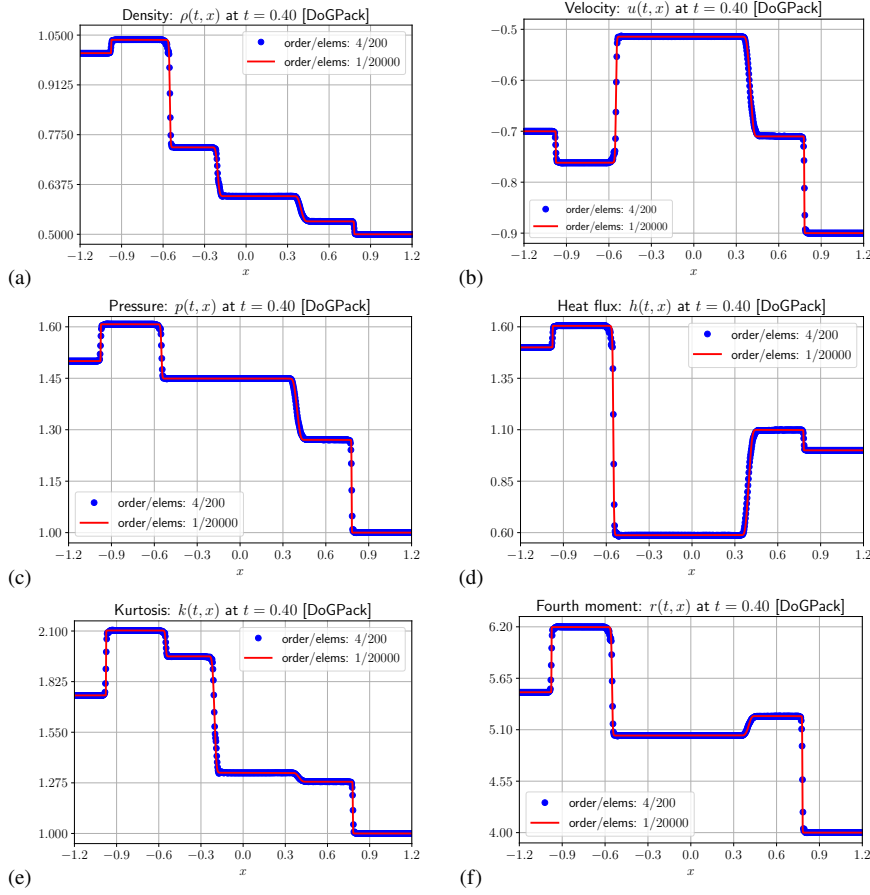 Density: ρ(t, x) at t = 0.40 [DoGPack]
1.0500
0.9125
0.7750
0.6375
0.5000
order/elems: 4/200
order/elems: 1/20000
−1.2 −0.9 −0.6 −0.3 0.0 0.3 0.6 0.9 1.2
x
(a)
Velocity: u(t, x) at t = 0.40 [DoGPack]
−0.5
−0.6
−0.7
−0.8
−0.9
order/elems: 4/200
order/elems: 1/20000
−1.2 −0.9 −0.6 −0.3 0.0 0.3 0.6 0.9 1.2
x
(b)
Pressure: p(t, x) at t = 0.40 [DoGPack]
1.60
1.45
1.30
1.15
1.00
order/elems: 4/200
order/elems: 1/20000
−1.2 −0.9 −0.6 −0.3 0.0 0.3 0.6 0.9 1.2
x
(c)
Heat flux: h(t, x) at t = 0.40 [DoGPack]
1.60
1.35
1.10
0.85
0.60
order/elems: 4/200
order/elems: 1/20000
−1.2 −0.9 −0.6 −0.3 0.0 0.3 0.6 0.9 1.2
x
(d)
Kurtosis: k(t, x) at t = 0.40 [DoGPack]
2.100
1.825
1.550
1.275
1.000
order/elems: 4/200
order/elems: 1/20000
−1.2 −0.9 −0.6 −0.3 0.0 0.3 0.6 0.9 1.2
x
(e)
Fourth moment: r(t, x) at t = 0.40 [DoGPack]
6.20
5.65
5.10
4.55
4.00
order/elems: 4/200
order/elems: 1/20000
−1.2 −0.9 −0.6 −0.3 0.0 0.3 0.6 0.9 1.2
x
(f)